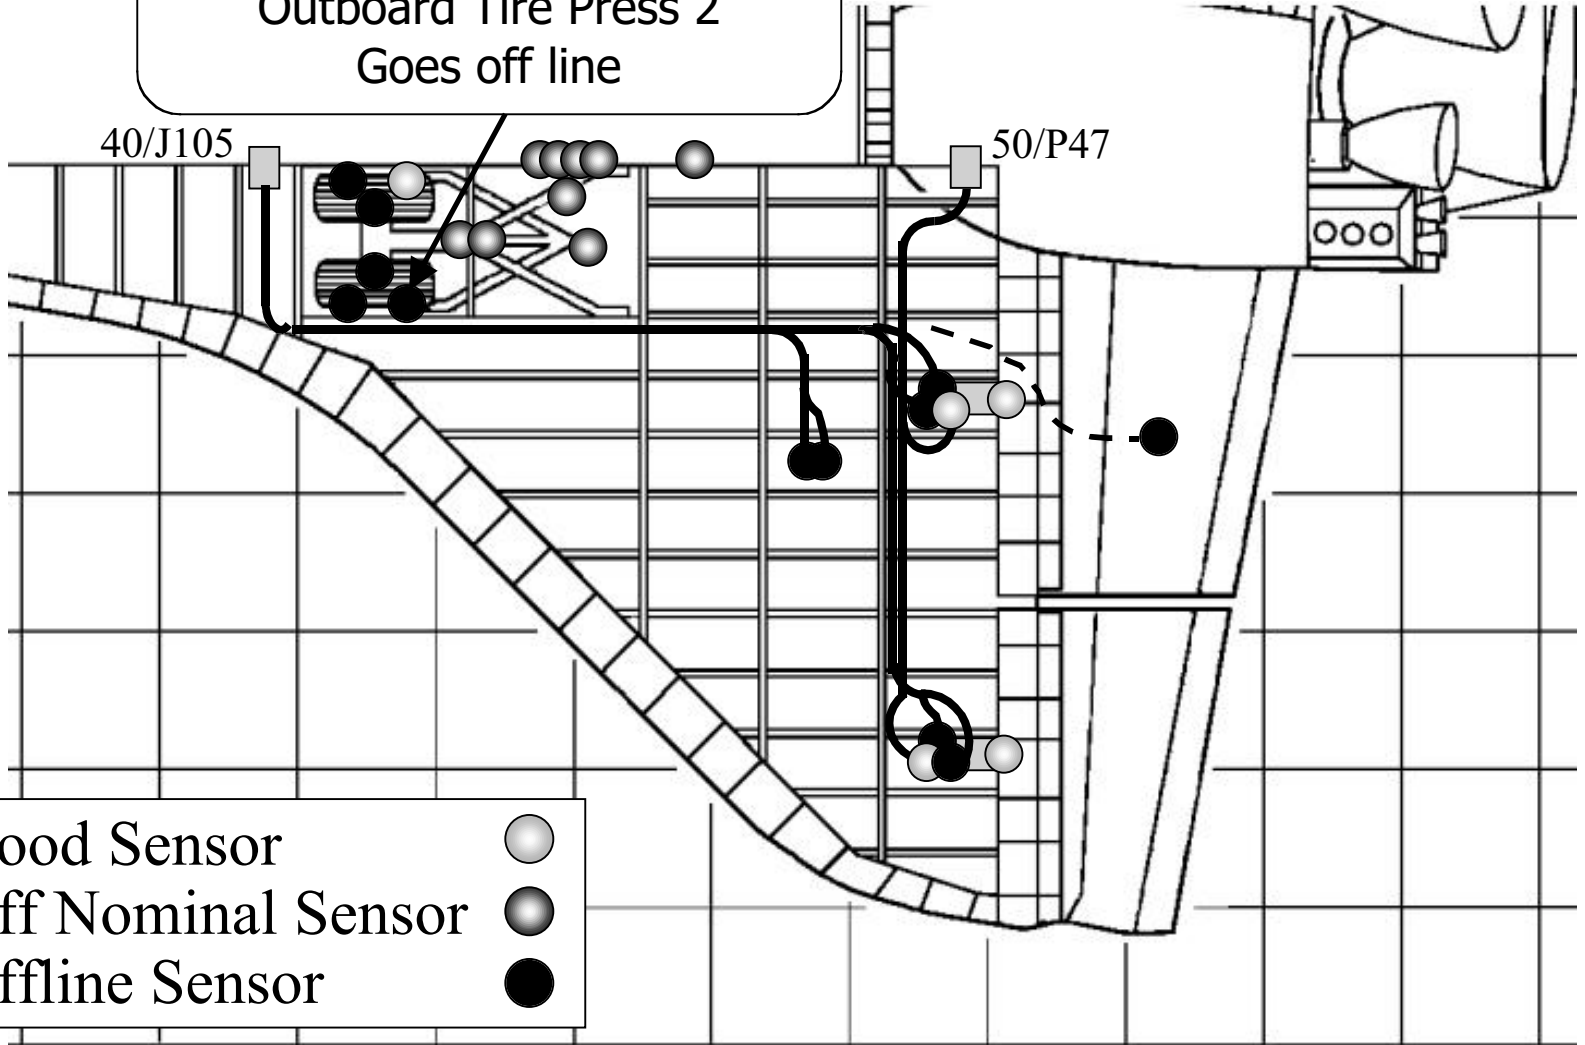 Outboard Tire Press 2
Goes off line
40/J105
50/P47
ood Sensor
ff Nominal Sensor
ffline Sensor